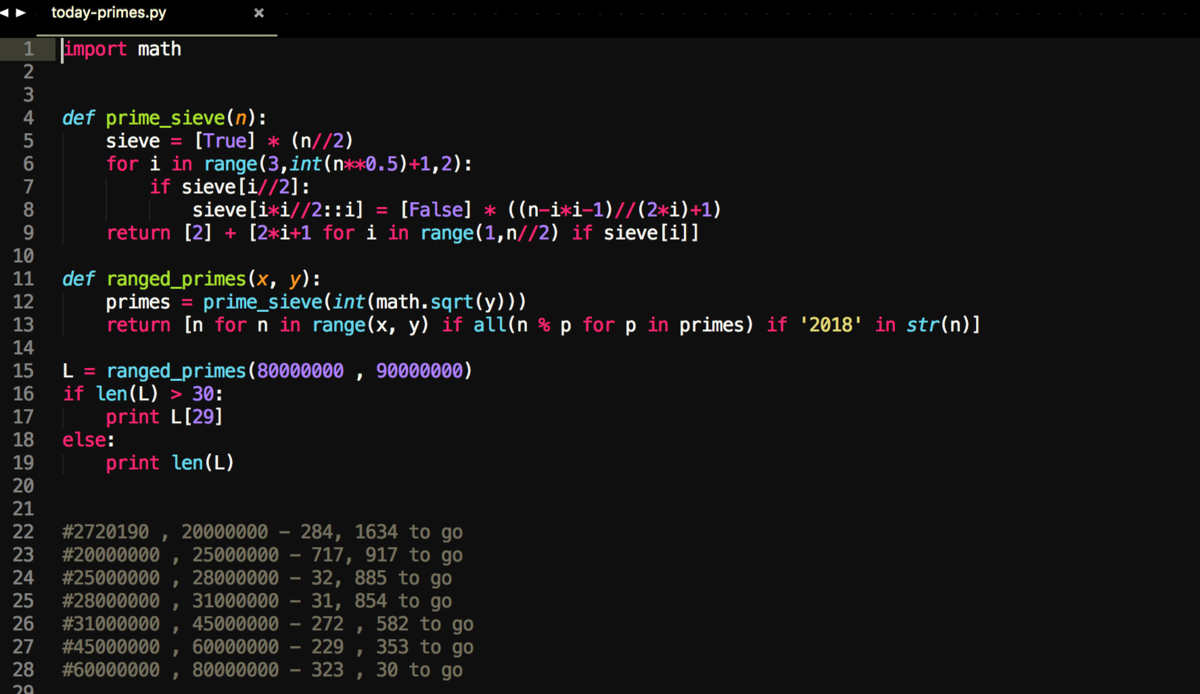 today-primes.py ×
1 import math
2
3
4 def prime_sieve(n):
5     sieve = [True] * (n//2)
6     for i in range(3,int(n**0.5)+1,2):
7         if sieve[i//2]:
8             sieve[i*i//2::i] = [False] * ((n-i*i-1)//(2*i)+1)
9     return [2] + [2*i+1 for i in range(1,n//2) if sieve[i]]
10
11 def ranged_primes(x, y):
12     primes = prime_sieve(int(math.sqrt(y)))
13     return [n for n in range(x, y) if all(n % p for p in primes) if '2018' in str(n)]
14
15 L = ranged_primes(80000000 , 90000000)
16 if len(L) > 30:
17     print L[29]
18 else:
19     print len(L)
20
21
22 #2720190 , 20000000 – 284, 1634 to go
23 #20000000 , 25000000 – 717, 917 to go
24 #25000000 , 28000000 – 32, 885 to go
25 #28000000 , 31000000 – 31, 854 to go
26 #31000000 , 45000000 – 272 , 582 to go
27 #45000000 , 60000000 – 229 , 353 to go
28 #60000000 , 80000000 – 323 , 30 to go
29